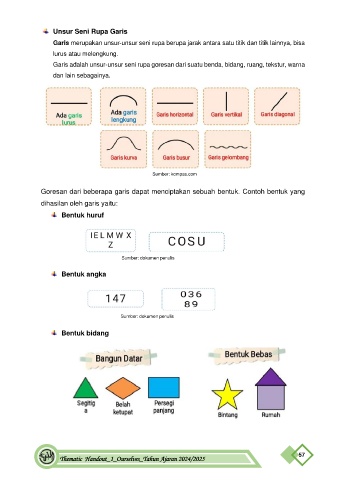 Unsur Seni Rupa Garis
Garis merupakan unsur-unsur seni rupa berupa jarak antara satu titik dan titik lainnya, bisa
lurus atau melengkung.
Garis adalah unsur-unsur seni rupa goresan dari suatu benda, bidang, ruang, tekstur, warna
dan lain sebagainya.
Ada garis
lurus
Ada garis
lengkung
Garis horizontal
Garis vertikal
Garis diagonal
Garis kurva
Garis busur
Garis gelombang
Sumber: kompas.com
Goresan dari beberapa garis dapat menciptakan sebuah bentuk. Contoh bentuk yang
dihasilan oleh garis yaitu:
Bentuk huruf
I E L M W X
Z
C O S U
Sumber: dokumen penulis
Bentuk angka
1 4 7
0 3 6
8 9
Sumber: dokumen penulis
Bentuk bidang
Bangun Datar
Bentuk Bebas
Segitig
a
Belah
ketupat
Persegi
panjang
Bintang
Rumah
Thematic Handout_1_Ourselves_Tahun Ajaran 2024/2025
57